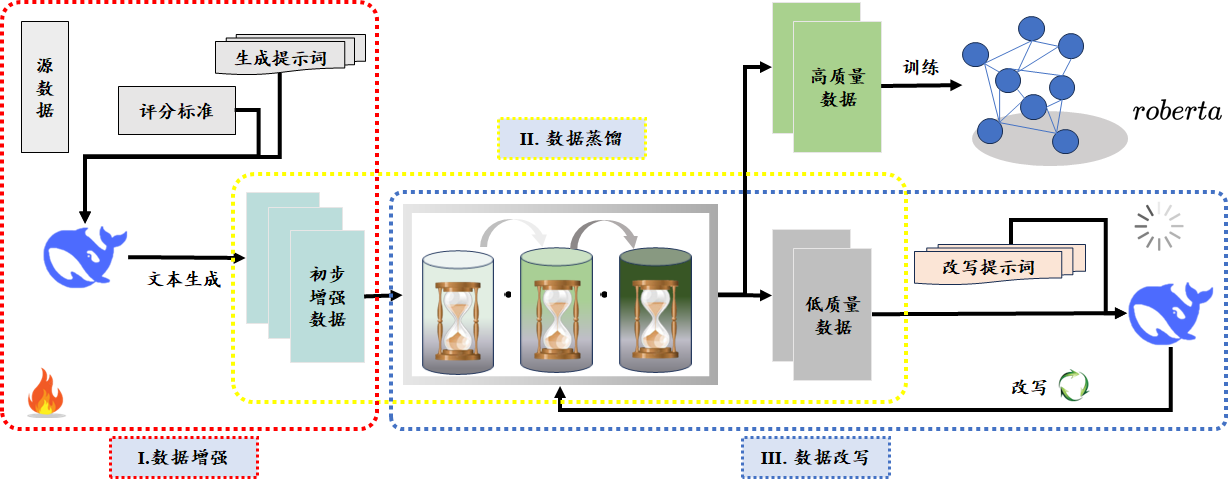 源
数
据
生成提示词
评分标准
文本生成
初步
增强
数据
I.数据增强
II. 数据蒸馏
高质量
数据
训练
roberta
低质量
数据
改写提示词
改写
III. 数据改写